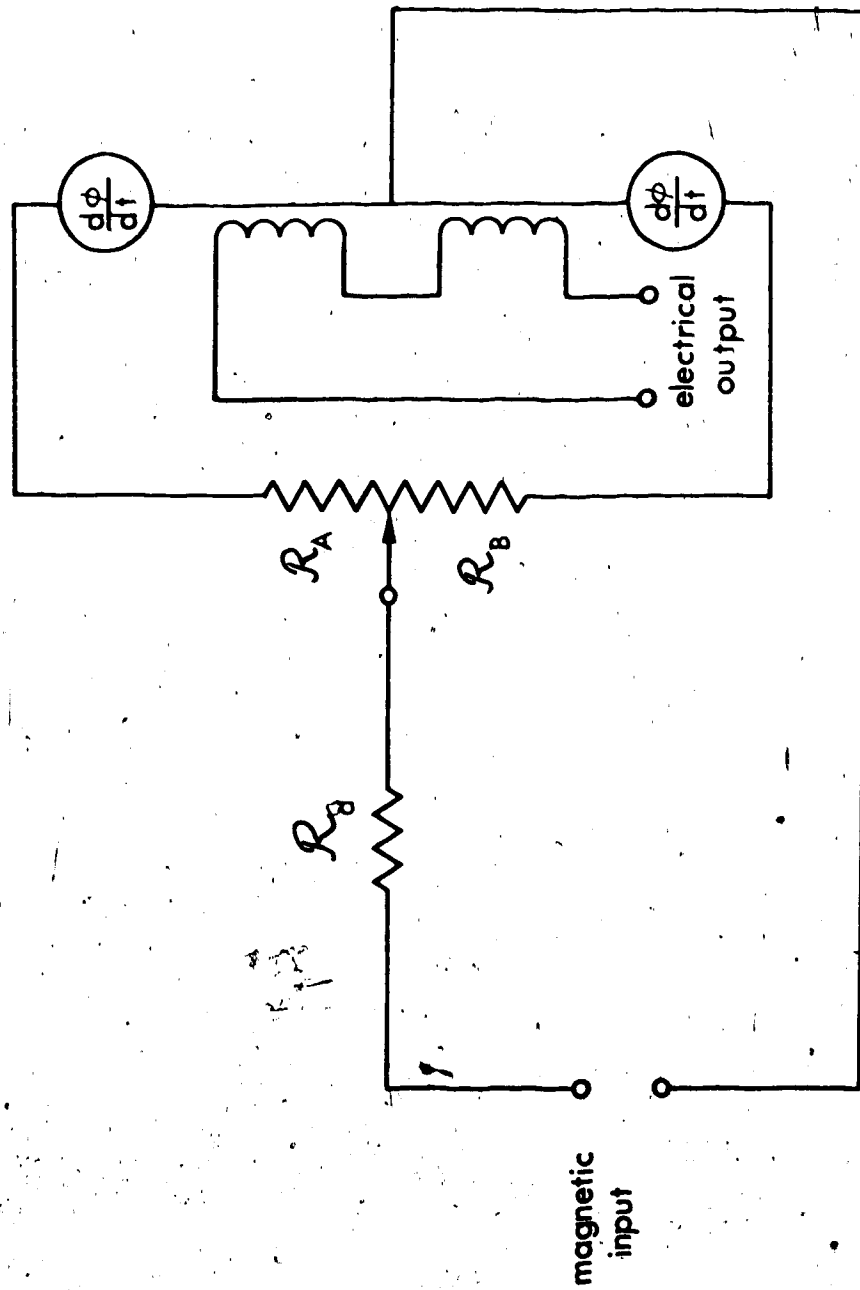 dϕ
dt
dϕ
dt
electrical
output
R_A
R_B
R_g
magnetic
input